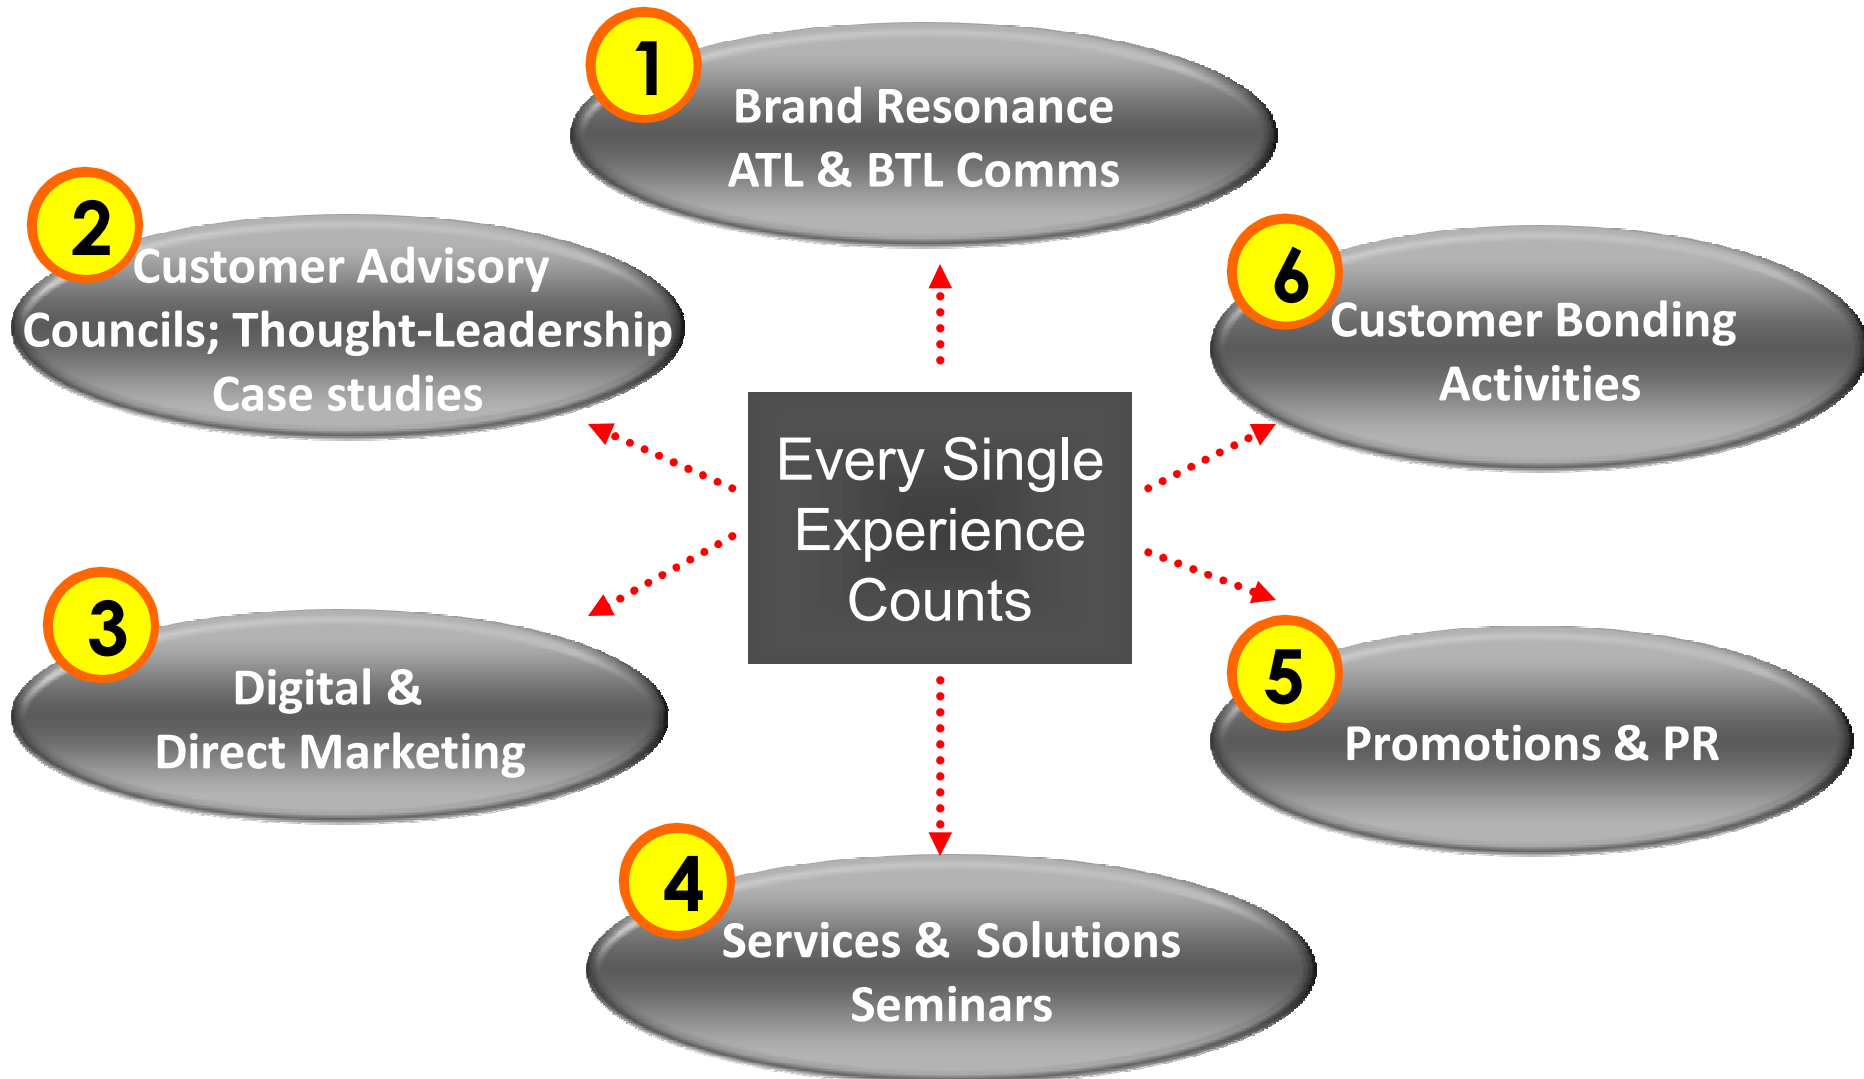 1
Brand Resonance
ATL & BTL Comms
2
Customer Advisory
Councils; Thought-Leadership
Case studies
6
Customer Bonding
Activities
Every Single
Experience
Counts
3
Digital &
Direct Marketing
5
Promotions & PR
4
Services & Solutions
Seminars